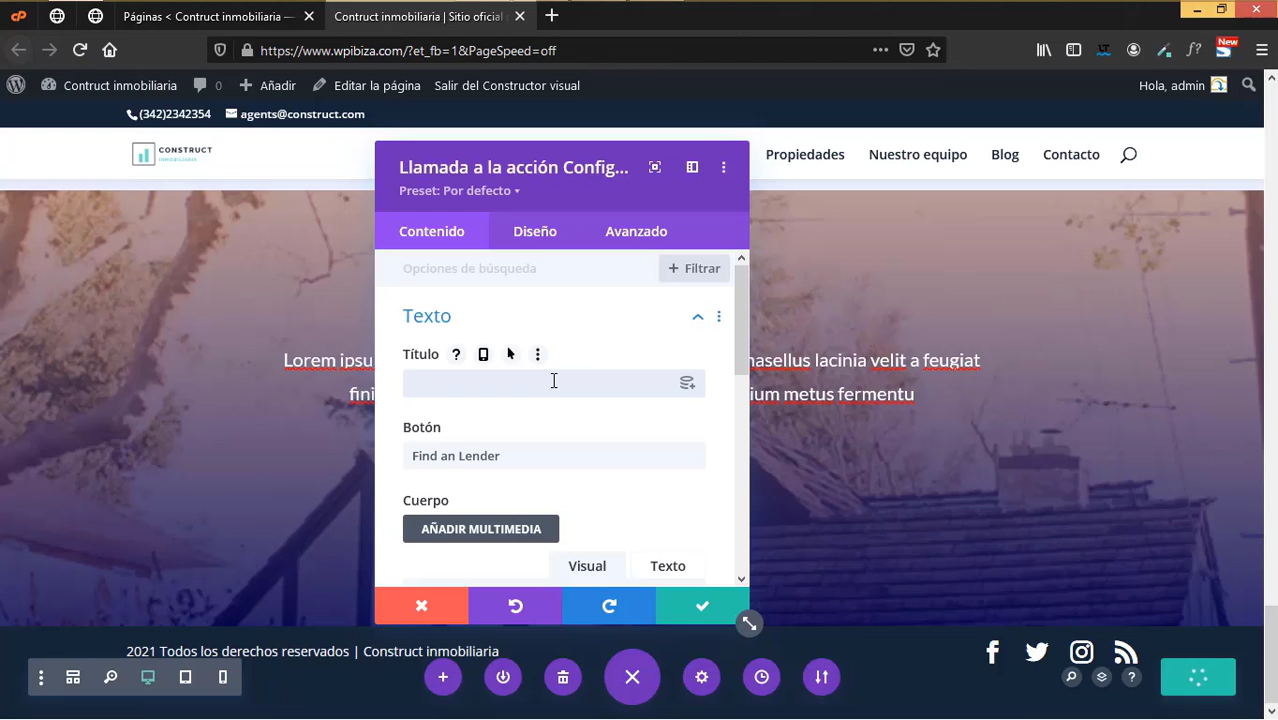 Páginas < Contruct inmobiliaria —
Contruct inmobiliaria | Sitio oficial
https://www.wpibiza.com/?et_fb=1&PageSpeed=off
New
Contruct inmobiliaria
0
Añadir
Editar la página
Salir del Constructor visual
Hola, admin
(342)2342354
agents@construct.com
CONSTRUCT
INMOBILIARIA
Propiedades
Nuestro equipo
Blog
Contacto
Llamada a la acción Config...
Preset: Por defecto
Contenido
Diseño
Avanzado
Opciones de búsqueda
+ Filtrar
Texto
Título
Lorem ipsu
hasellus lacinia velit a feugiat
fini
ium metus fermentu
Botón
Find an Lender
Cuerpo
AÑADIR MULTIMEDIA
Visual
Texto
2021 Todos los derechos reservados | Construct inmobiliaria